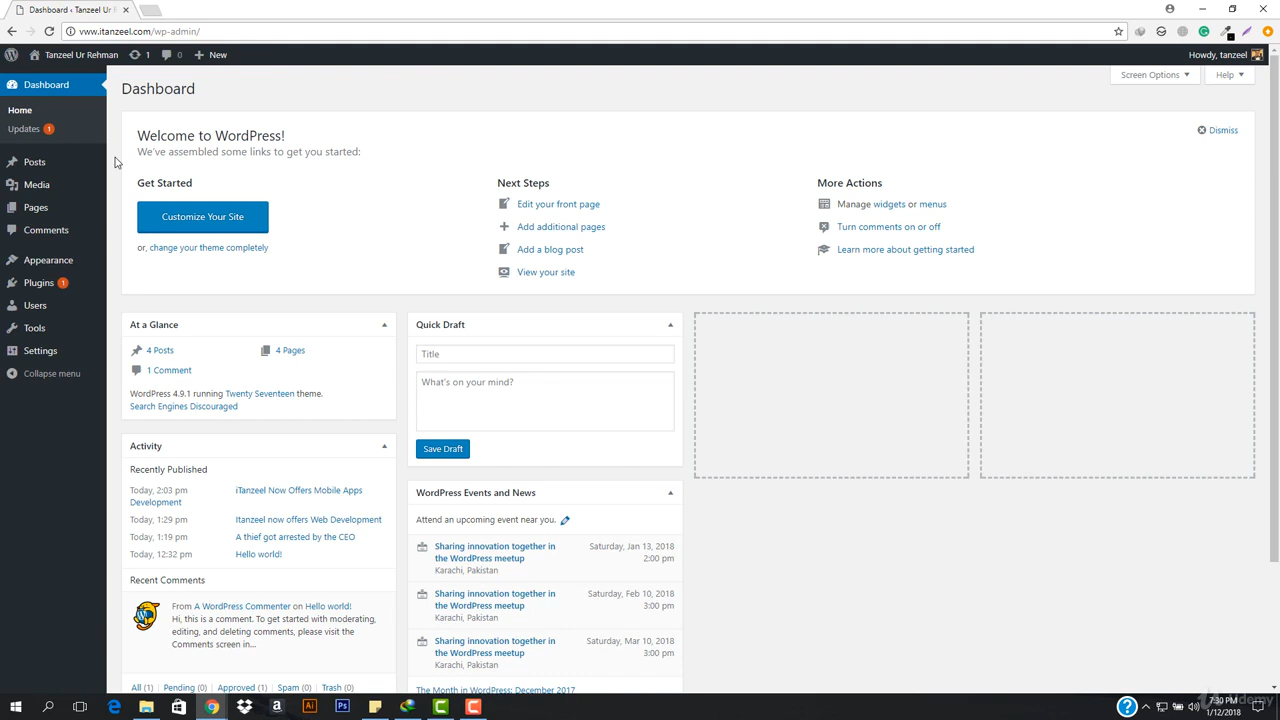 Dashboard ‹ Tanzeel Ur
vww.itanzeel.com/wp-admin/
Tanzeel Ur Rehman 1 0 + New
Howdy, tanzeel
Dashboard
Home
Updates 1
Posts
Media
Pages
Comments
Appearance
Plugins 1
Users
Tools
Settings
Collapse menu
Dashboard
Screen Options ▼
Help ▼
Welcome to WordPress!
We've assembled some links to get you started:
Dismiss
Get Started
Customize Your Site
or, change your theme completely
Next Steps
Edit your front page
Add additional pages
Add a blog post
View your site
More Actions
Manage widgets or menus
Turn comments on or off
Learn more about getting started
At a Glance
4 Posts
4 Pages
1 Comment
WordPress 4.9.1 running Twenty Seventeen theme.
Search Engines Discouraged
Activity
Recently Published
Today, 2:03 pm iTanzeel Now Offers Mobile Apps
Development
Today, 1:29 pm Itanzeel now offers Web Development
Today, 1:19 pm A thief got arrested by the CEO
Today, 12:32 pm Hello world!
Recent Comments
From A WordPress Commenter on Hello world!
Hi, this is a comment. To get started with moderating,
editing, and deleting comments, please visit the
Comments screen in...
All (1) Pending (0) Approved (1) Spam (0) Trash (0)
Quick Draft
Title
What's on your mind?
Save Draft
WordPress Events and News
Attend an upcoming event near you.
Sharing innovation together in Saturday, Jan 13, 2018
the WordPress meetup 2:00 pm
Karachi, Pakistan
Sharing innovation together in Saturday, Feb 10, 2018
the WordPress meetup 3:00 pm
Karachi, Pakistan
Sharing innovation together in Saturday, Mar 10, 2018
the WordPress meetup 3:00 pm
Karachi, Pakistan
The Month in WordPress: December 2017
7:30 PM
1/12/2018
Udemy